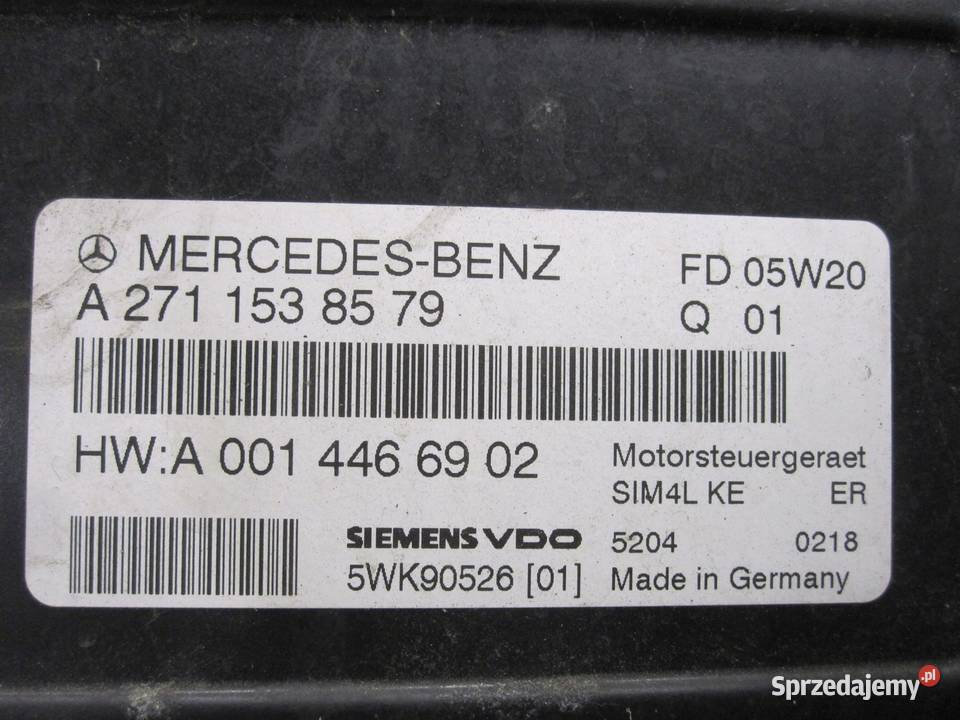 MERCEDES-BENZ
A 271 153 85 79
FD 05W20
Q 01
HW:A 001 446 69 02
Motorsteuergeraet
SIM4L KE ER
SIEMENS VDO 5204 0218
5WK90526 [01] Made in Germany
Sprzedajemy.pl